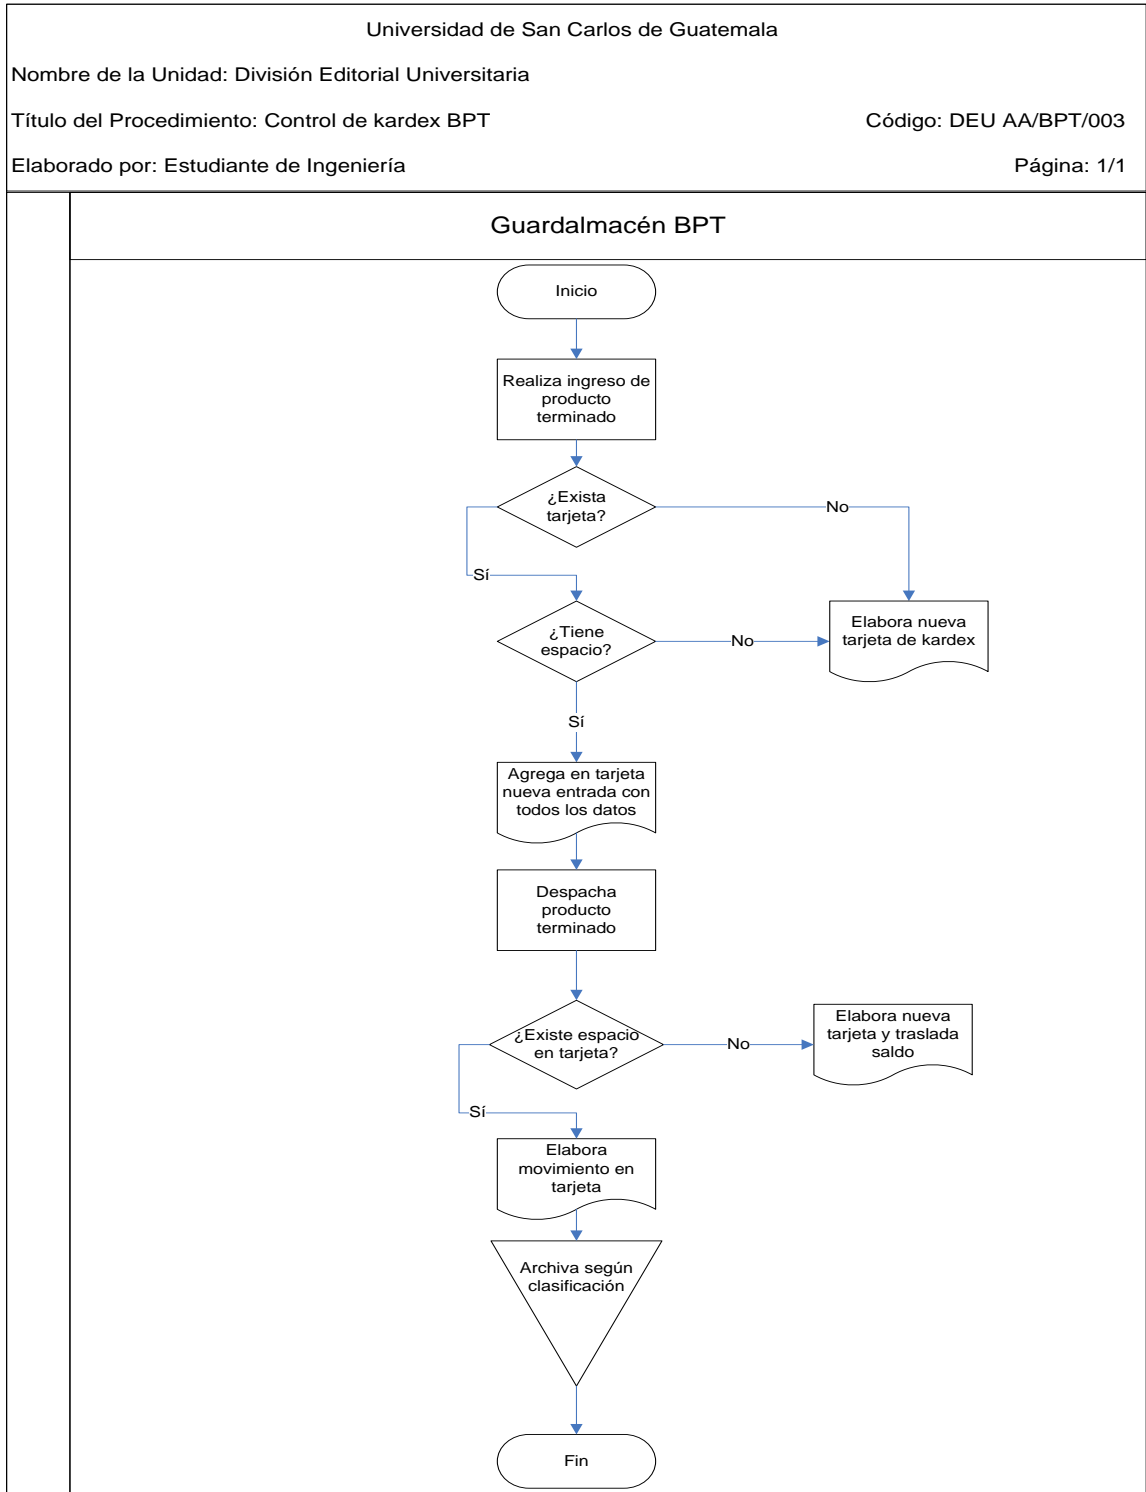 Universidad de San Carlos de Guatemala
Nombre de la Unidad: División Editorial Universitaria
Título del Procedimiento: Control de kardex BPT
Código: DEU AA/BPT/003
Elaborado por: Estudiante de Ingeniería
Página: 1/1
Guardalmacén BPT
Inicio
Realiza ingreso de
producto
terminado
¿Exista
tarjeta?
No
Sí
¿Tiene
espacio?
No
Elabora nueva
tarjeta de kardex
Sí
Agrega en tarjeta
nueva entrada con
todos los datos
Despacha
producto
terminado
¿Existe espacio
en tarjeta?
No
Elabora nueva
tarjeta y traslada
saldo
Sí
Elabora
movimiento en
tarjeta
Archiva según
clasificación
Fin